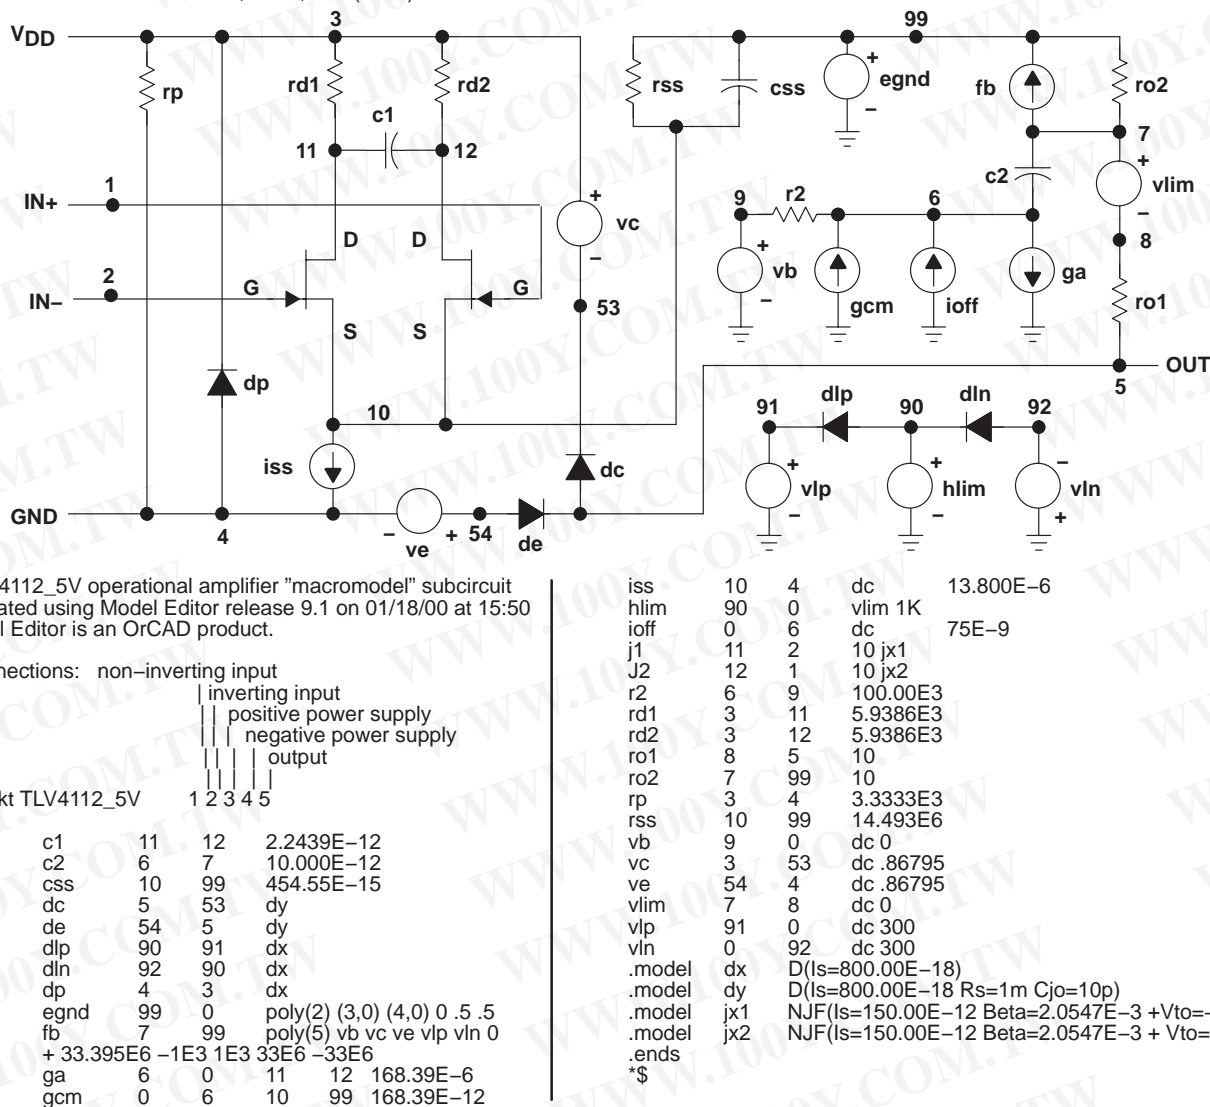 3
99
VDD
rp
rd1
rd2
c1
11
12
rss
css
egnd
+
−
fb
ro2
7
c2
+
vlim
−
8
IN+
1
IN−
2
D
D
G
G
S
S
+
vc
−
53
9
r2
6
+
vb
−
gcm
ioff
ga
ro1
OUT
5
dp
10
iss
dc
GND
4
−
ve
+
54
de
91
dlp
90
dln
92
+
vlp
−
+
hlim
−
−
vln
+
4112_5V operational amplifier ”macromodel” subcircuit
ated using Model Editor release 9.1 on 01/18/00 at 15:50
l Editor is an OrCAD product.
nections: non−inverting input
| inverting input
| | positive power supply
| | | negative power supply
| | | | output
| | | | |
kt TLV4112_5V 1 2 3 4 5
c1 11 12 2.2439E−12
c2 6 7 10.000E−12
css 10 99 454.55E−15
dc 5 53 dy
de 54 5 dy
dlp 90 91 dx
dln 92 90 dx
dp 4 3 dx
egnd 99 0 poly(2) (3,0) (4,0) 0 .5 .5
fb 7 99 poly(5) vb vc ve vlp vln 0
+ 33.395E6 −1E3 1E3 33E6 −33E6
ga 6 0 11 12 168.39E−6
gcm 0 6 10 99 168.39E−12
iss 10 4 dc 13.800E−6
hlim 90 0 vlim 1K
ioff 0 6 dc 75E−9
j1 11 2 10 jx1
J2 12 1 10 jx2
r2 6 9 100.00E3
rd1 3 11 5.9386E3
rd2 3 12 5.9386E3
ro1 8 5 10
ro2 7 99 10
rp 3 4 3.3333E3
rss 10 99 14.493E6
vb 9 0 dc 0
vc 3 53 dc .86795
ve 54 4 dc .86795
vlim 7 8 dc 0
vlp 91 0 dc 300
vln 0 92 dc 300
.model dx D(Is=800.00E−18)
.model dy D(Is=800.00E−18 Rs=1m Cjo=10p)
.model jx1 NJF(Is=150.00E−12 Beta=2.0547E−3 +Vto=−
.model jx2 NJF(Is=150.00E−12 Beta=2.0547E−3 + Vto=
.ends
*$
WWW.100Y.COM.TW